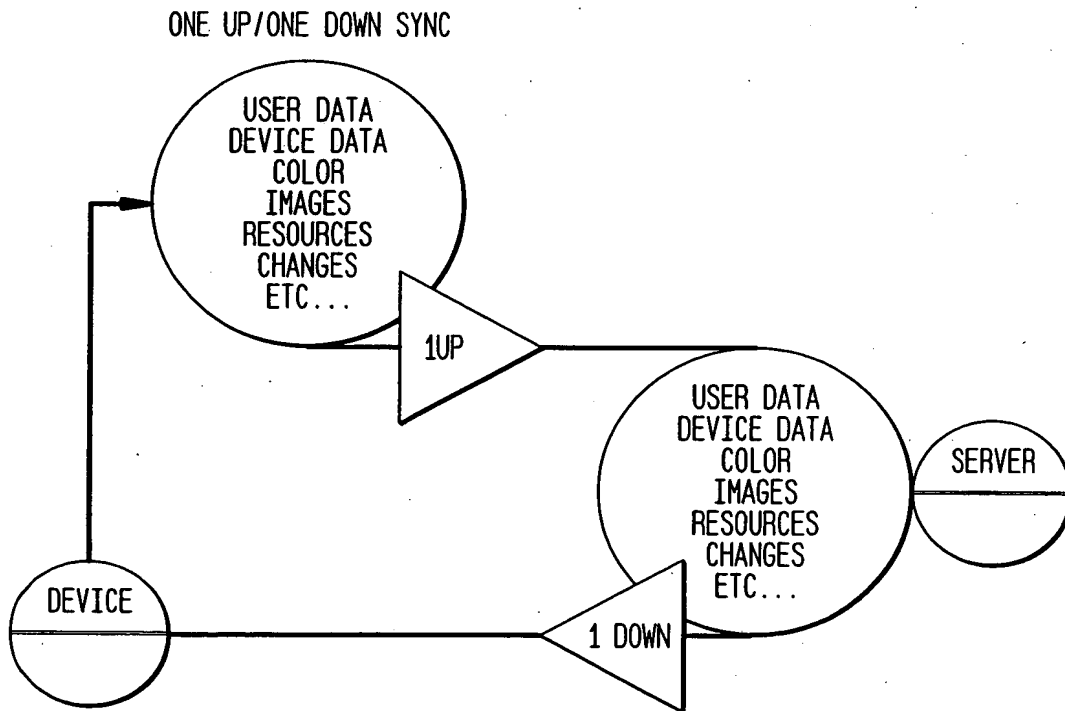 ONE UP/ONE DOWN SYNC
USER DATA
DEVICE DATA
COLOR
IMAGES
RESOURCES
CHANGES
ETC...
1UP
USER DATA
DEVICE DATA
COLOR
IMAGES
RESOURCES
CHANGES
ETC...
SERVER
DEVICE
1 DOWN